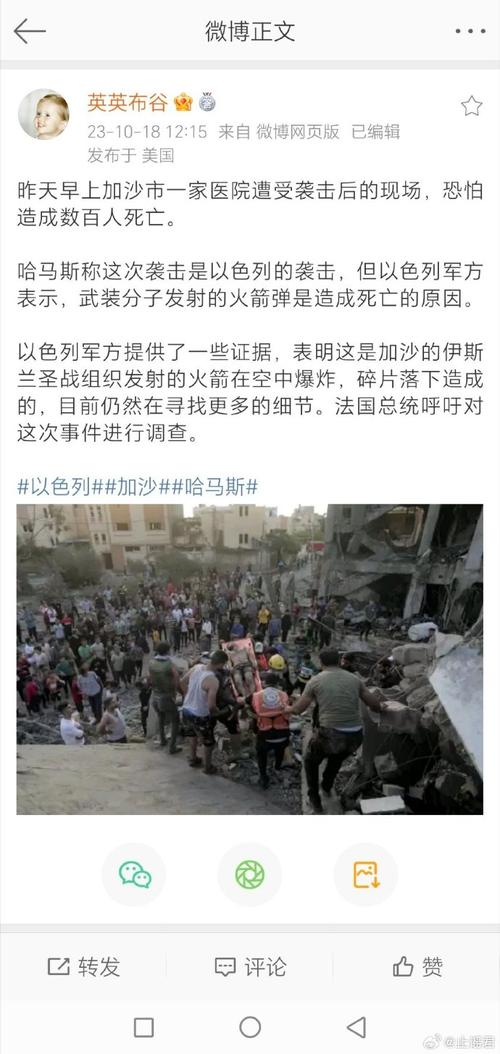 微博正文
英英布谷
23-10-18 12:15 来自 微博网页版 已编辑
发布于 美国
昨天早上加沙市一家医院遭受袭击后的现场，恐怕
造成数百人死亡。
哈马斯称这次袭击是以色列的袭击，但以色列军方
表示，武装分子发射的火箭弹是造成死亡的原因。
以色列军方提供了一些证据，表明这是加沙的伊斯
兰圣战组织发射的火箭在空中爆炸，碎片落下造成
的，目前仍然在寻找更多的细节。法国总统呼吁对
这次事件进行调查。
#以色列##加沙##哈马斯#
转发
评论
赞
@止谣君